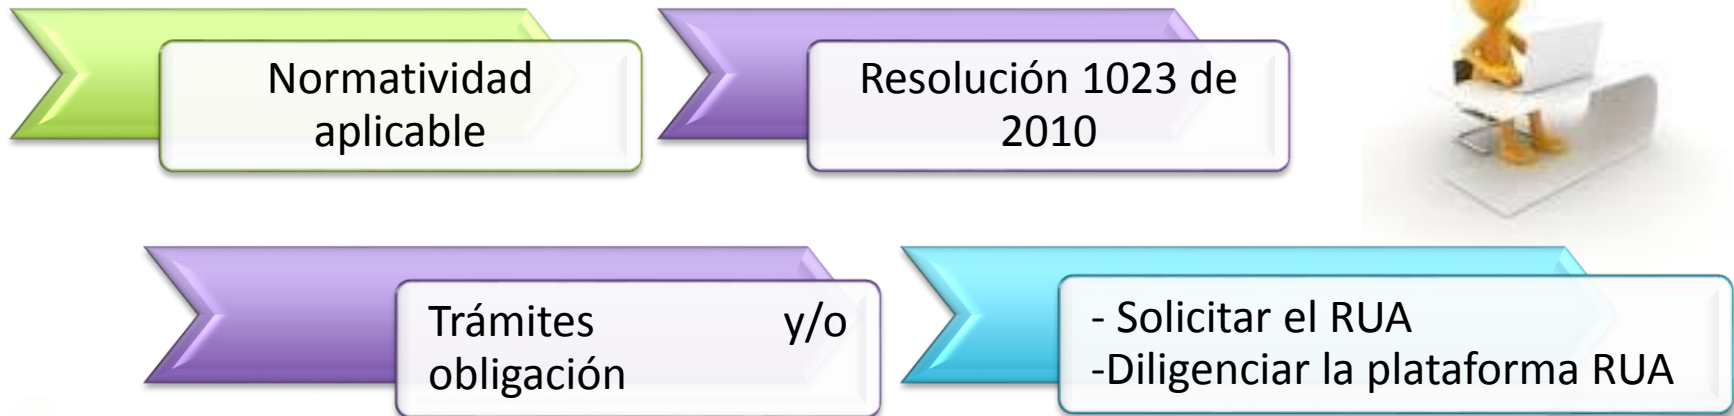 Normatividad
aplicable
Resolución 1023 de
2010
Trámites y/o
obligación
- Solicitar el RUA
-Diligenciar la plataforma RUA